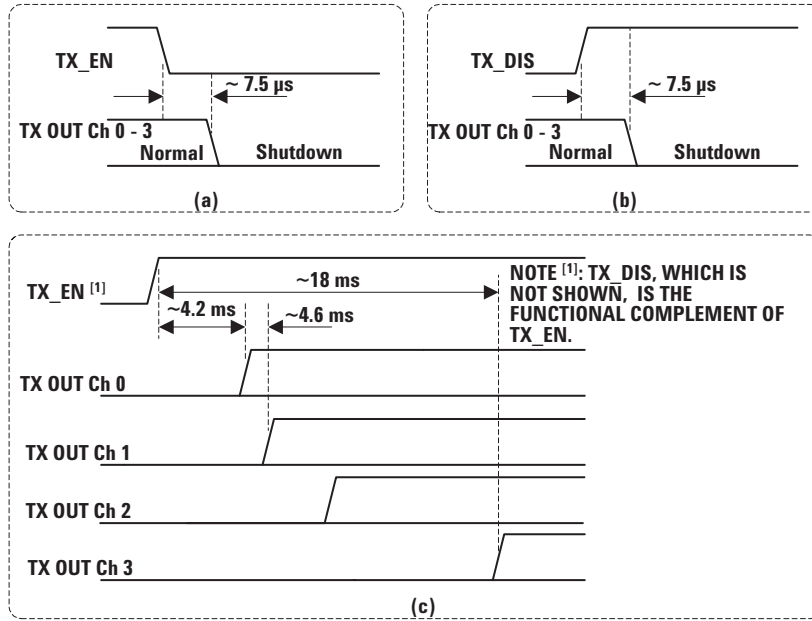 TX_EN
~ 7.5 µs
TX OUT Ch 0 - 3
Normal Shutdown
(a)
TX_DIS
~ 7.5 µs
TX OUT Ch 0 - 3
Normal Shutdown
(b)
TX_EN [1]
~18 ms
~4.2 ms
~4.6 ms
NOTE [1]: TX_DIS, WHICH IS
NOT SHOWN, IS THE
FUNCTIONAL COMPLEMENT OF
TX_EN.
TX OUT Ch 0
TX OUT Ch 1
TX OUT Ch 2
TX OUT Ch 3
(c)